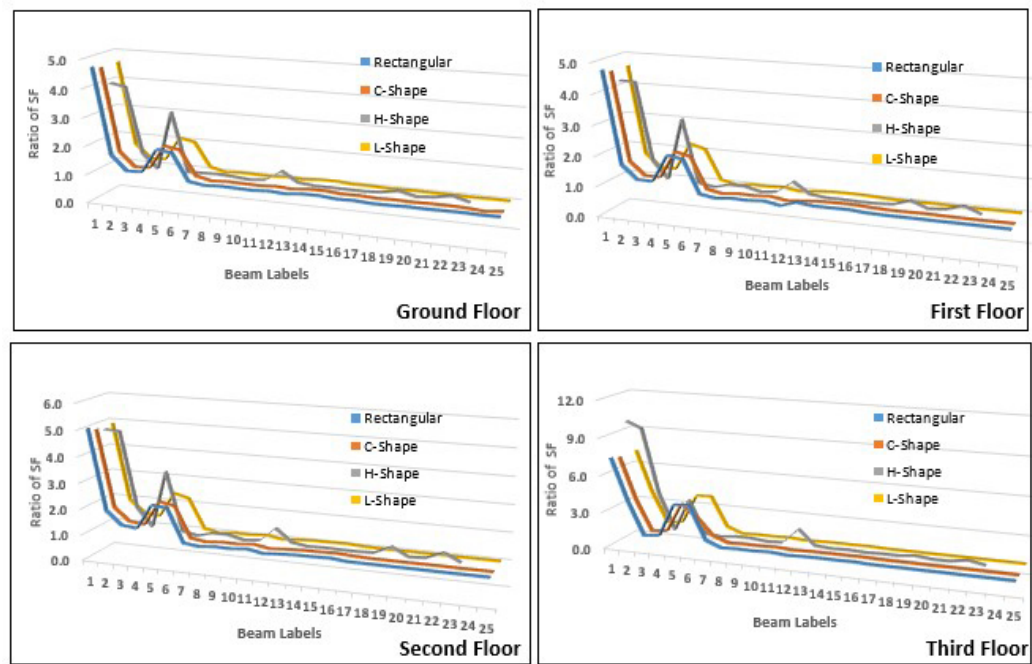 5.0
4.0
3.0
2.0
1.0
0.0
Ratio of SF
Rectangular
C-Shape
H-Shape
L-Shape
1 2 3 4 5 6 7 8 9 10 11 12 13 14 15 16 17 18 19 20 21 22 23 24 25
Beam Labels
Ground Floor
5.0
4.0
3.0
2.0
1.0
0.0
Ratio of SF
Rectangular
C-Shape
H-Shape
L-Shape
1 2 3 4 5 6 7 8 9 10 11 12 13 14 15 16 17 18 19 20 21 22 23 24 25
Beam Labels
First Floor
6.0
5.0
4.0
3.0
2.0
1.0
0.0
Ratio of SF
Rectangular
C-Shape
H-Shape
L-Shape
1 2 3 4 5 6 7 8 9 10 11 12 13 14 15 16 17 18 19 20 21 22 23 24 25
Beam Labels
Second Floor
12.0
9.0
6.0
3.0
0.0
Ratio of SF
Rectangular
C-Shape
H-Shape
L-Shape
1 2 3 4 5 6 7 8 9 10 11 12 13 14 15 16 17 18 19 20 21 22 23 24 25
Beam Labels
Third Floor